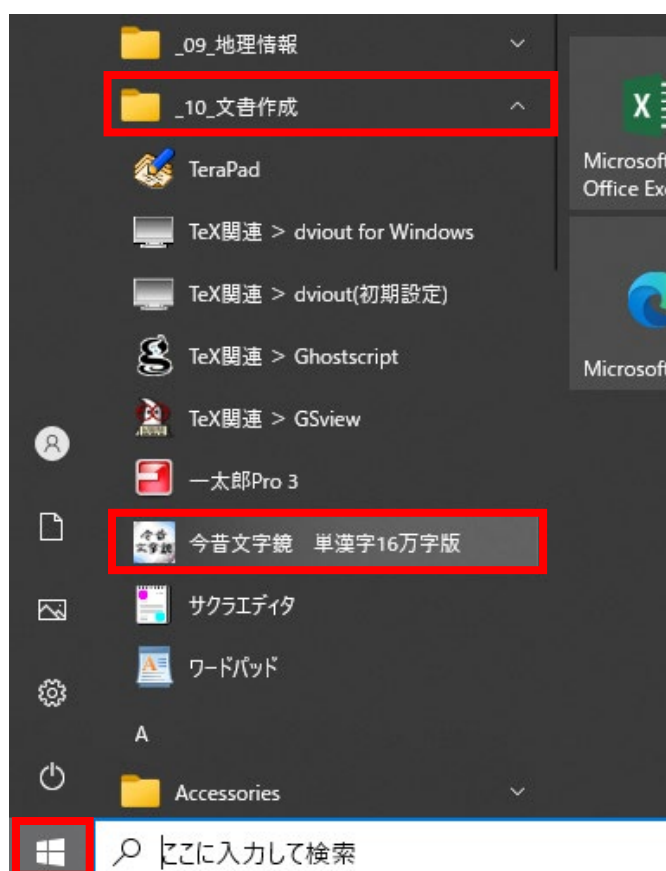 _09_地理情報
_10_文書作成
TeraPad
TeX関連 > dviout for Windows
TeX関連 > dviout(初期設定)
TeX関連 > Ghostscript
TeX関連 > GSview
一太郎Pro 3
今昔文字鏡　単漢字16万字版
サクラエディタ
ワードパッド
A
Accessories
ここに入力して検索
Microsoft
Office Exc
Microsoft